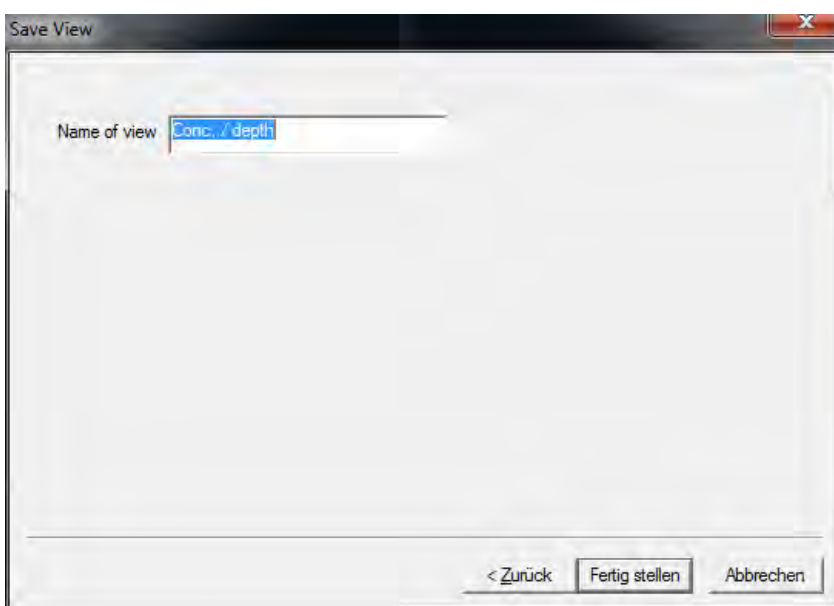 Save View
Name of view Conc. / depth
< Zurück Fertig stellen Abbrechen